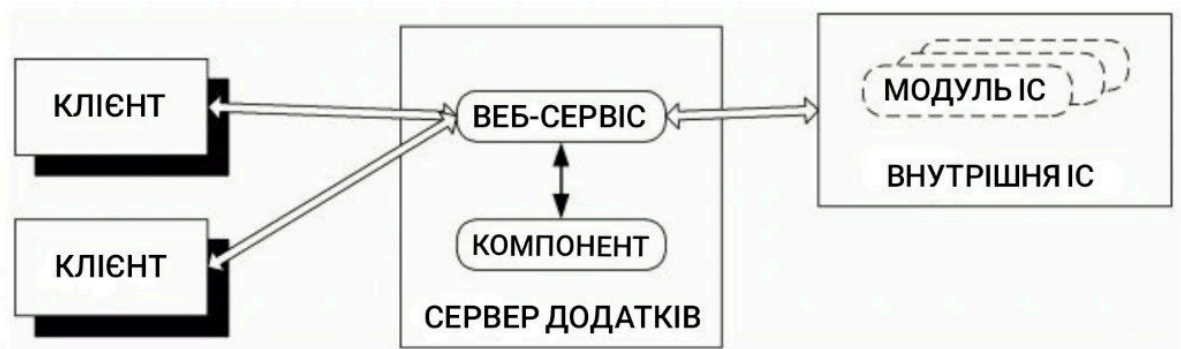 КЛІЄНТ
КЛІЄНТ
ВЕБ-СЕРВІС
КОМПОНЕНТ
СЕРВЕР ДОДАТКІВ
МОДУЛЬ ІС
ВНУТРІШНЯ ІС